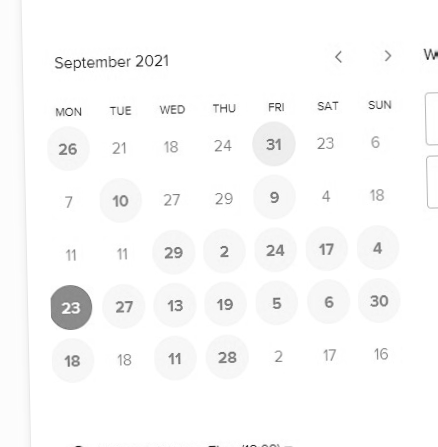 September 2021 < >
MON TUE WED THU FRI SAT SUN
26 21 18 24 31 23 6
7 10 27 29 9 4 18
11 11 29 2 24 17 4
23 27 13 19 5 6 30
18 18 11 28 2 17 16